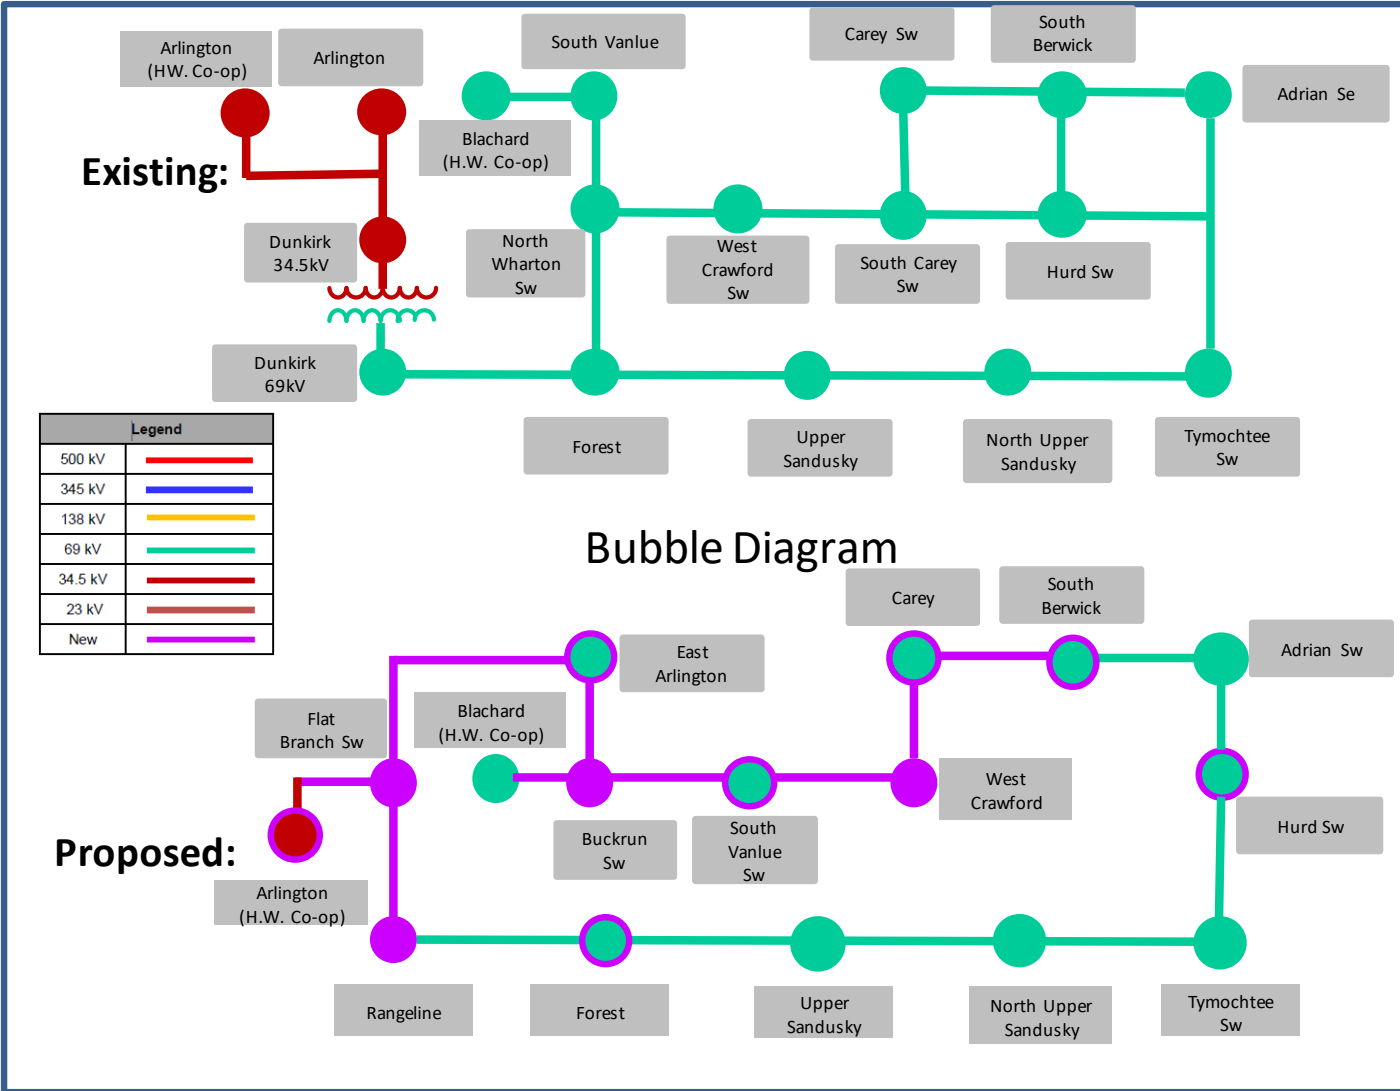 Arlington
(HW. Co-op)
Arlington
South Vanlue
Carey Sw
South
Berwick
Adrian Se
Blachard
(H.W. Co-op)
Existing:
Dunkirk
34.5kV
North
Wharton
Sw
West
Crawford
Sw
South Carey
Sw
Hurd Sw
Dunkirk
69kV
Forest
Upper
Sandusky
North Upper
Sandusky
Tymochtee
Sw
Legend
500 kV
345 kV
138 kV
69 kV
34.5 kV
23 kV
New
Bubble Diagram
Carey
South
Berwick
East
Arlington
Adrian Sw
Flat
Branch Sw
Blachard
(H.W. Co-op)
West
Crawford
Hurd Sw
Proposed:
Buckrun
Sw
South
Vanlue
Sw
Arlington
(H.W. Co-op)
Rangeline
Forest
Upper
Sandusky
North Upper
Sandusky
Tymochtee
Sw